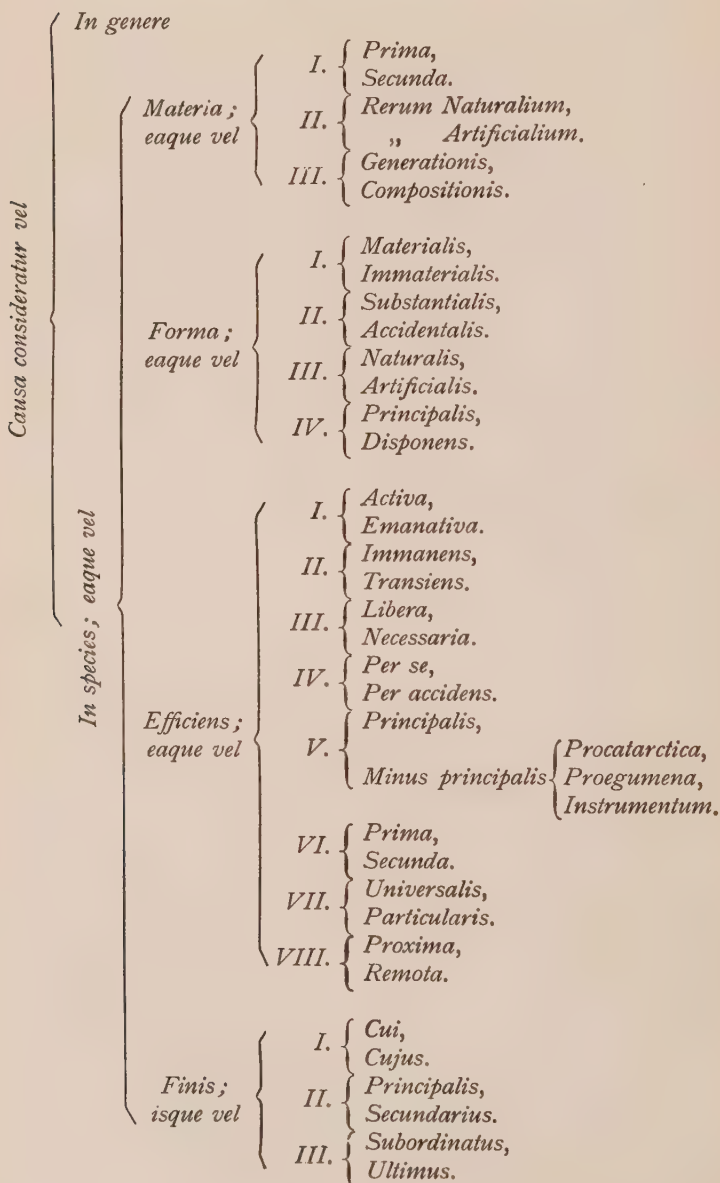 Causa consideratur vel
In genere
In species; eaque vel
Materia;
eaque vel
I. Prima,
Secunda.
II. Rerum Naturalium,
„ Artificialium.
III. Generationis,
Compositionis.
Forma;
eaque vel
I. Materialis,
Immaterialis.
II. Substantialis,
Accidentalis.
III. Naturalis,
Artificialis.
IV. Principalis,
Disponens.
Efficiens;
eaque vel
I. Activa,
Emanativa.
II. Immanens,
Transiens.
III. Libera,
Necessaria.
IV. Per se,
Per accidens.
V. Principalis,
Minus principalis
Procatarctica,
Proegumena,
Instrumentum.
VI. Prima,
Secunda.
VII. Universalis,
Particularis.
VIII. Proxima,
Remota.
Finis;
isque vel
I. Cui,
Cujus.
II. Principalis,
Secundarius.
III. Subordinatus,
Ultimus.